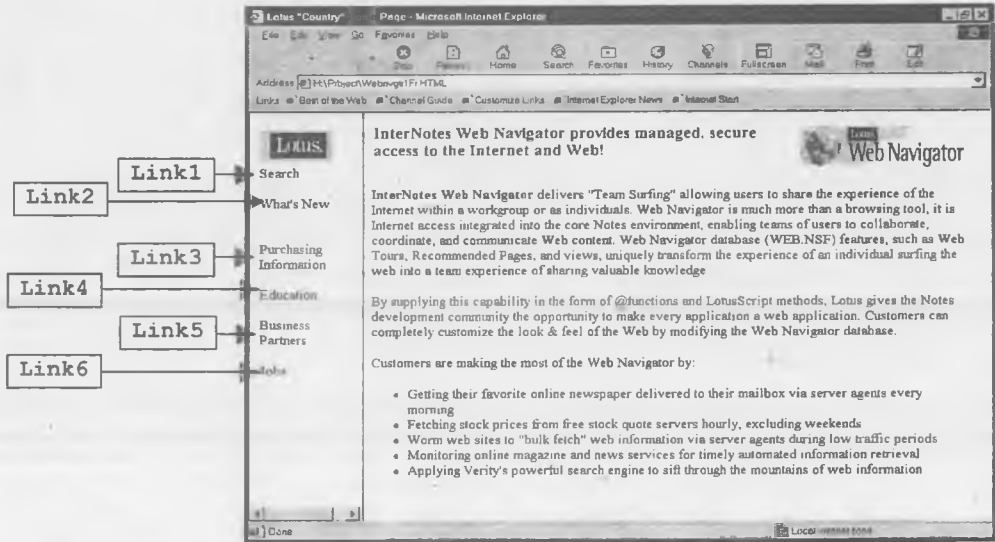 Lotus "Country" Page - Microsoft Internet Explorer
File Edit View Go Favorites Help
Stop Refresh Home Search Favorites History Channels Fullscreen Mail Print Edit
Address H:\Project\
Links Best of the Web Channel Guide Customize Links Internet Explorer News Internet Start
Lotus.
Link1
Search
Link2
What's New
Link3
Purchasing
Information
Link4
Education
Link5
Business
Partners
Link6
Jobs
InterNotes Web Navigator provides managed, secure
access to the Internet and Web!
Lotus
Web Navigator
InterNotes Web Navigator delivers "Team Surfing" allowing users to share the experience of the
Internet within a workgroup or as individuals. Web Navigator is much more than a browsing tool, it is
Internet access integrated into the core Notes environment, enabling teams of users to collaborate,
coordinate, and communicate Web content. Web Navigator database (WEB.NSF) features, such as Web
Tours, Recommended Pages, and views, uniquely transform the experience of an individual surfing the
web into a team experience of sharing valuable knowledge
By supplying this capability in the form of @functions and LotusScript methods, Lotus gives the Notes
development community the opportunity to make every application a web application. Customers can
completely customize the look & feel of the Web by modifying the Web Navigator database.
Customers are making the most of the Web Navigator by:
• Getting their favorite online newspaper delivered to their mailbox via server agents every
morning
• Fetching stock prices from free stock quote servers hourly, excluding weekends
• Worm web sites to "bulk fetch" web information via server agents during low traffic periods
• Monitoring online magazine and news services for timely automated information retrieval
• Applying Verity's powerful search engine to sift through the mountains of web information
Done
Local intranet zone